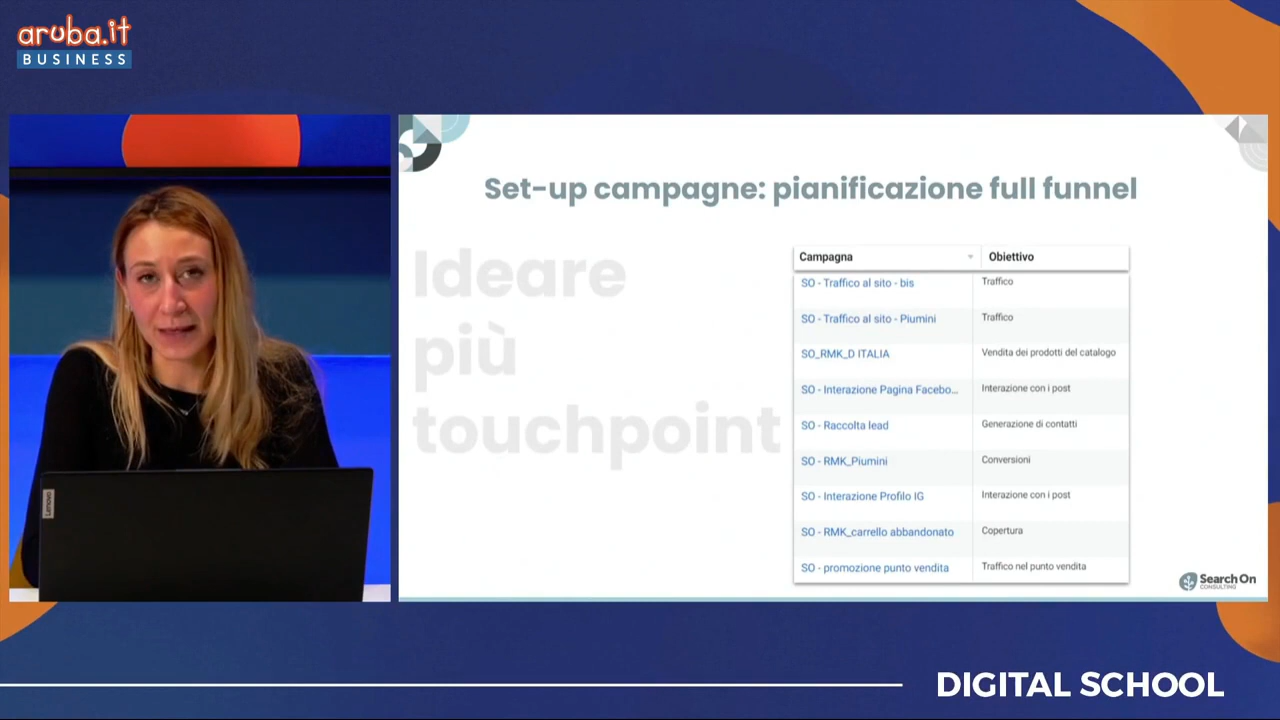 aruba.it
BUSINESS
Set-up campagne: pianificazione full funnel
Ideare
più
touchpoint
Campagna Obiettivo
SO - Traffico al sito - bis Traffico
SO - Traffico al sito - Piumini Traffico
SO_RMK_D ITALIA Vendita dei prodotti del catalogo
SO - Interazione Pagina Facebo... Interazione con i post
SO - Raccolta lead Generazione di contatti
SO - RMK_Piumini Conversioni
SO - Interazione Profilo IG Interazione con i post
SO - RMK_carrello abbandonato Copertura
SO - promozione punto vendita Traffico nel punto vendita
Lenovo
Search On
CONSULTING
DIGITAL SCHOOL